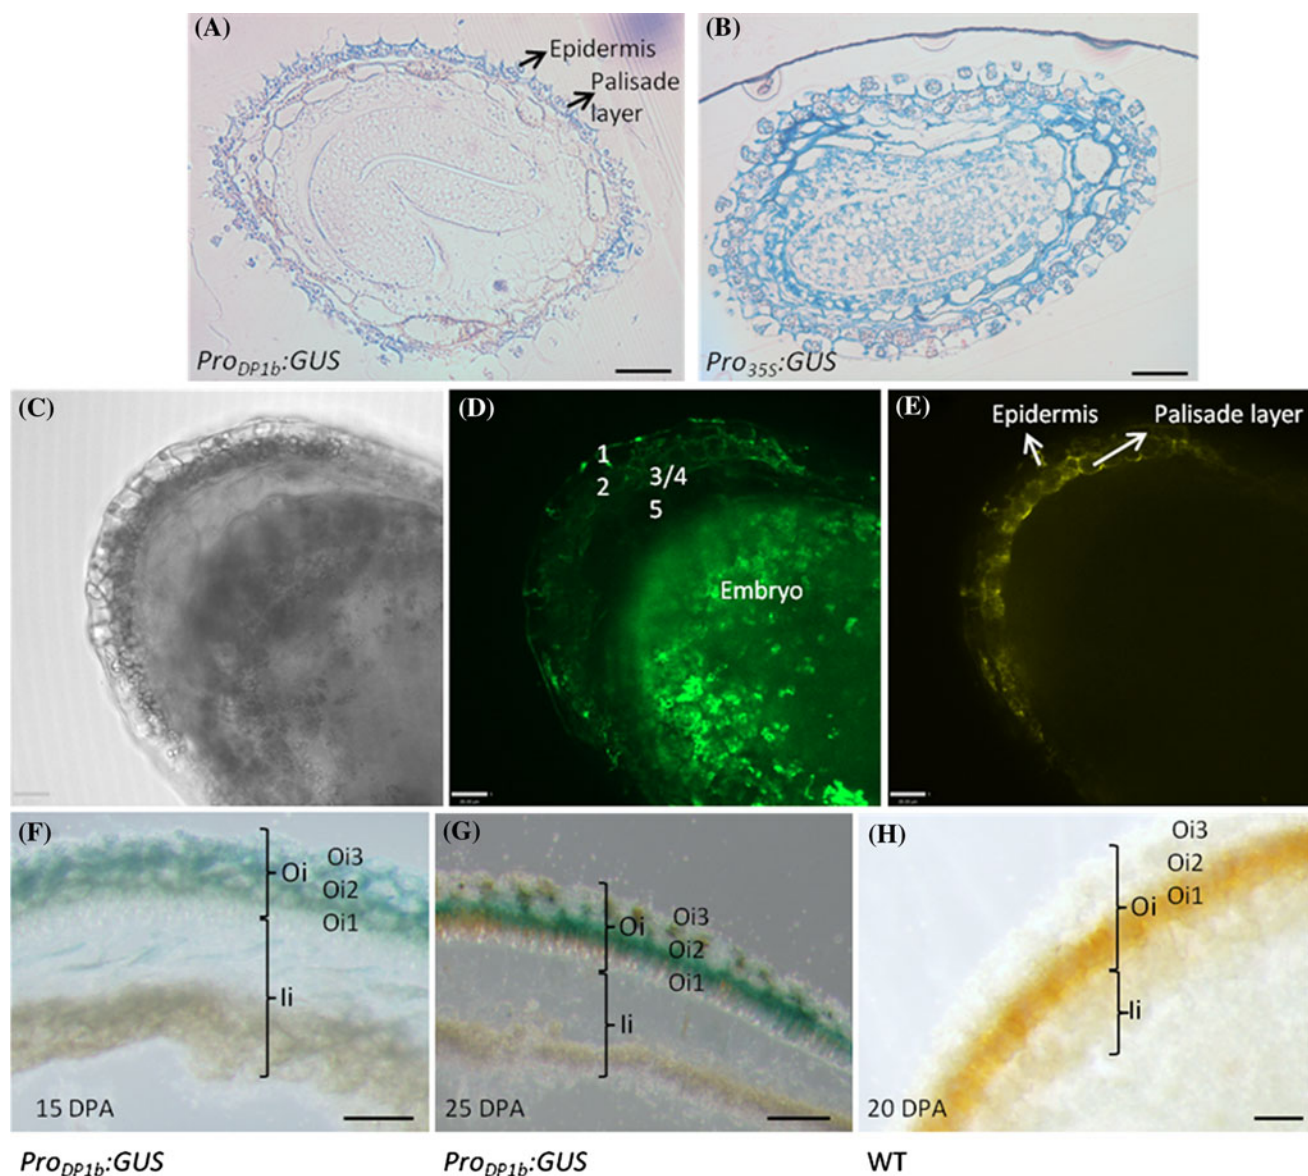 (A)
Epidermis
Palisade
layer
Pro_DP1b:GUS
(B)
Pro_35S:GUS
(C)
(D)
1
2
3/4
5
Embryo
(E)
Epidermis
Palisade layer
(F)
Oi
Oi3
Oi2
Oi1
Ii
15 DPA
Pro_DP1b:GUS
(G)
Oi
Oi3
Oi2
Oi1
Ii
25 DPA
Pro_DP1b:GUS
(H)
Oi3
Oi2
Oi1
Oi
Ii
20 DPA
WT